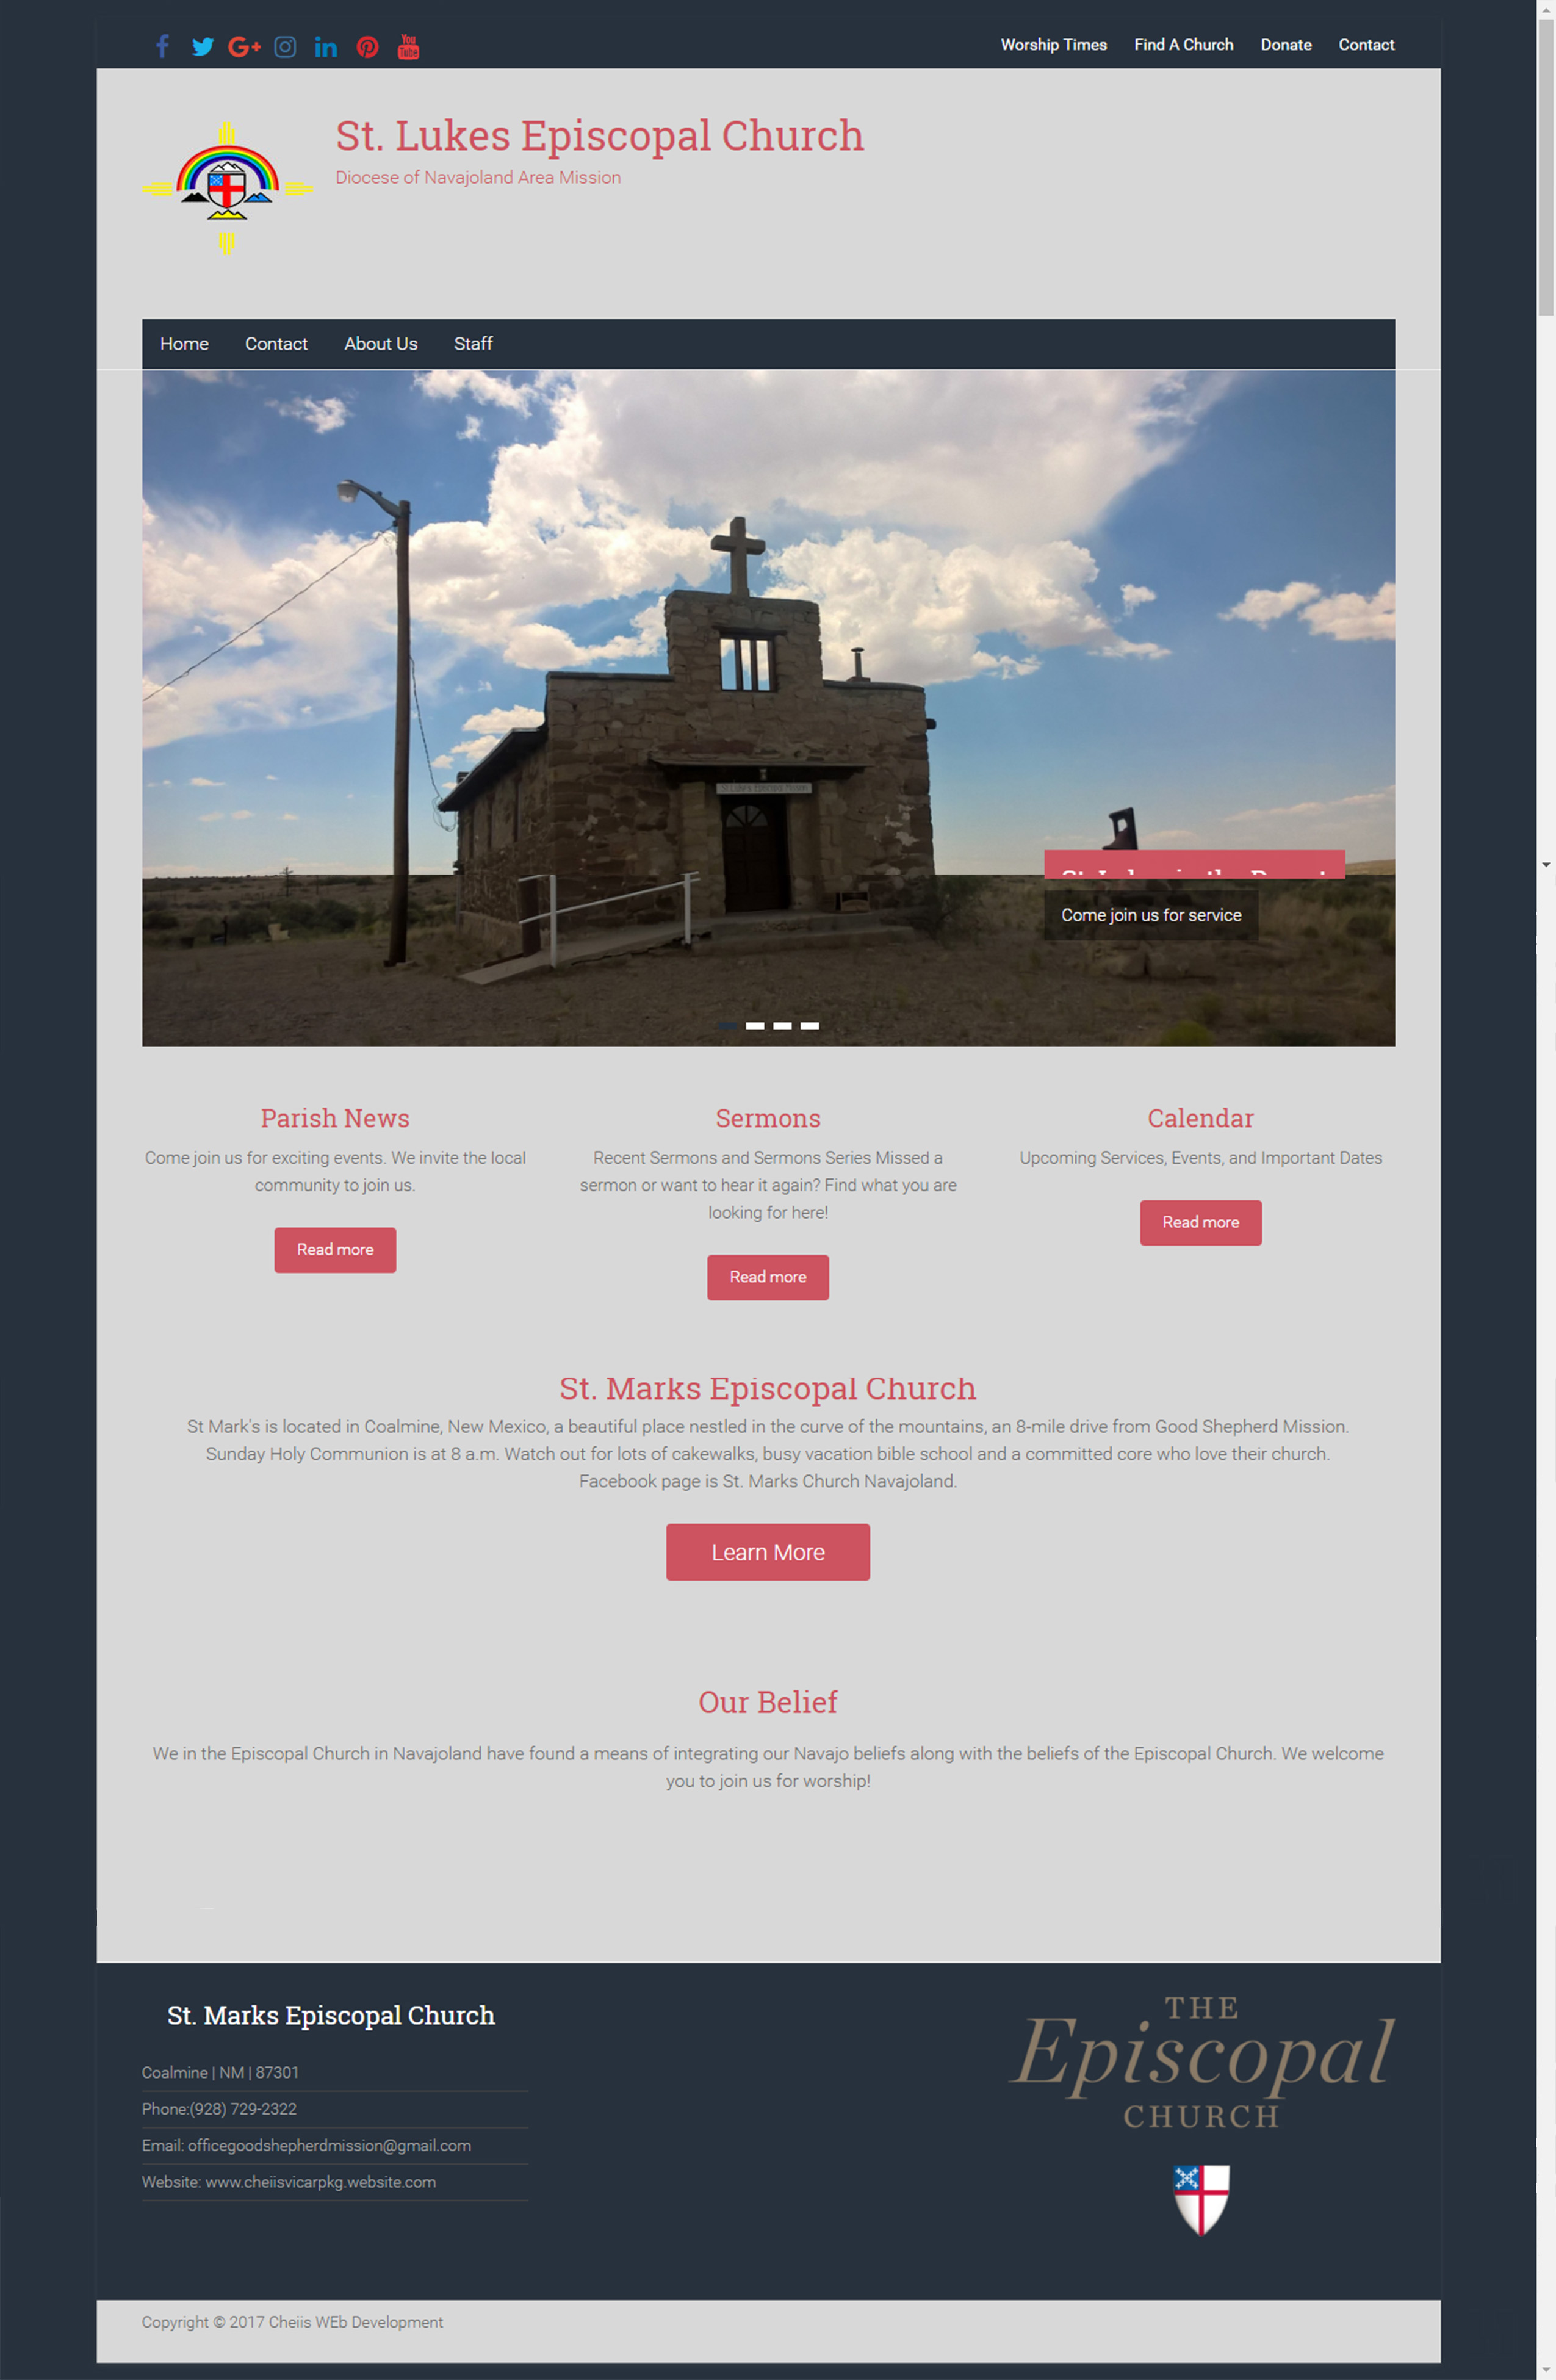 You
Tube
Worship Times Find A Church Donate Contact
St. Lukes Episcopal Church
Diocese of Navajoland Area Mission
Home Contact About Us Staff
St Lukes Episcopal Mission
Come join us for service
Parish News
Come join us for exciting events. We invite the local
community to join us.
Read more
Sermons
Recent Sermons and Sermons Series Missed a
sermon or want to hear it again? Find what you are
looking for here!
Read more
Calendar
Upcoming Services, Events, and Important Dates
Read more
St. Marks Episcopal Church
St Mark's is located in Coalmine, New Mexico, a beautiful place nestled in the curve of the mountains, an 8-mile drive from Good Shepherd Mission.
Sunday Holy Communion is at 8 a.m. Watch out for lots of cakewalks, busy vacation bible school and a committed core who love their church.
Facebook page is St. Marks Church Navajoland.
Learn More
Our Belief
We in the Episcopal Church in Navajoland have found a means of integrating our Navajo beliefs along with the beliefs of the Episcopal Church. We welcome
you to join us for worship!
St. Marks Episcopal Church
Coalmine | NM | 87301
Phone:(928) 729-2322
Email: officegoodshepherdmission@gmail.com
Website: www.cheiisvicarpkg.website.com
THE
Episcopal
CHURCH
Copyright © 2017 Cheiis WEb Development